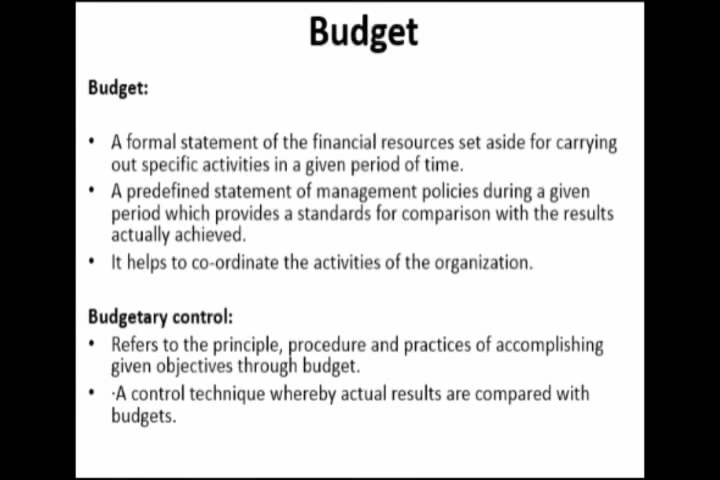 Budget
Budget:
• A formal statement of the financial resources set aside for carrying
out specific activities in a given period of time.
• A predefined statement of management policies during a given
period which provides a standards for comparison with the results
actually achieved.
• It helps to co-ordinate the activities of the organization.
Budgetary control:
• Refers to the principle, procedure and practices of accomplishing
given objectives through budget.
• ·A control technique whereby actual results are compared with
budgets.